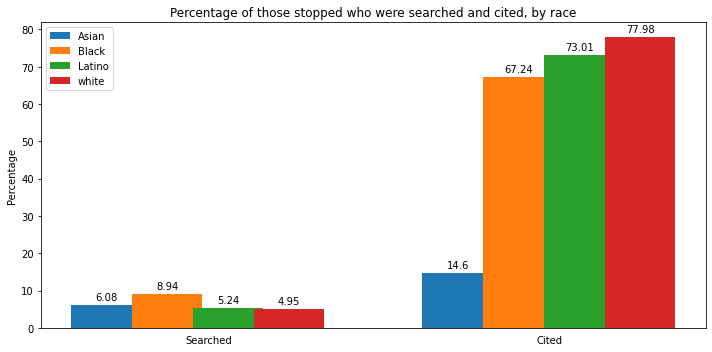 Percentage of those stopped who were searched and cited, by race
Percentage
80
70
60
50
40
30
20
10
0
Asian
Black
Latino
white
6.08
8.94
5.24
4.95
14.6
67.24
73.01
77.98
Searched
Cited